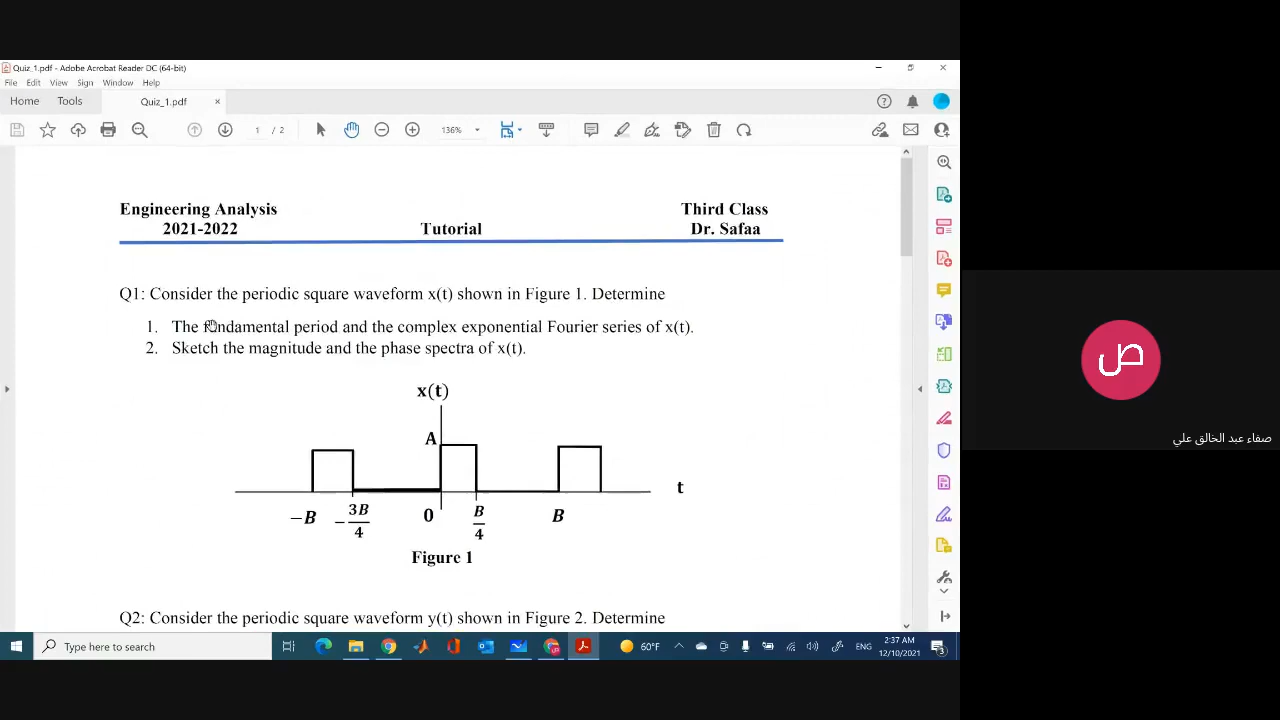 Quiz_1.pdf - Adobe Acrobat Reader DC (64-bit)
File Edit View Sign Window Help
Home Tools Quiz_1.pdf ×
1 / 2 136%
Engineering Analysis Third Class
2021-2022 Tutorial Dr. Safaa
Q1: Consider the periodic square waveform x(t) shown in Figure 1. Determine
1. The fundamental period and the complex exponential Fourier series of x(t).
2. Sketch the magnitude and the phase spectra of x(t).
x(t)
A
t
−B −3B/4 0 B/4 B
Figure 1
Q2: Consider the periodic square waveform y(t) shown in Figure 2. Determine
ص
صفاء عبد الخالق علي
Type here to search 60°F ENG 2:37 AM
12/10/2021 3